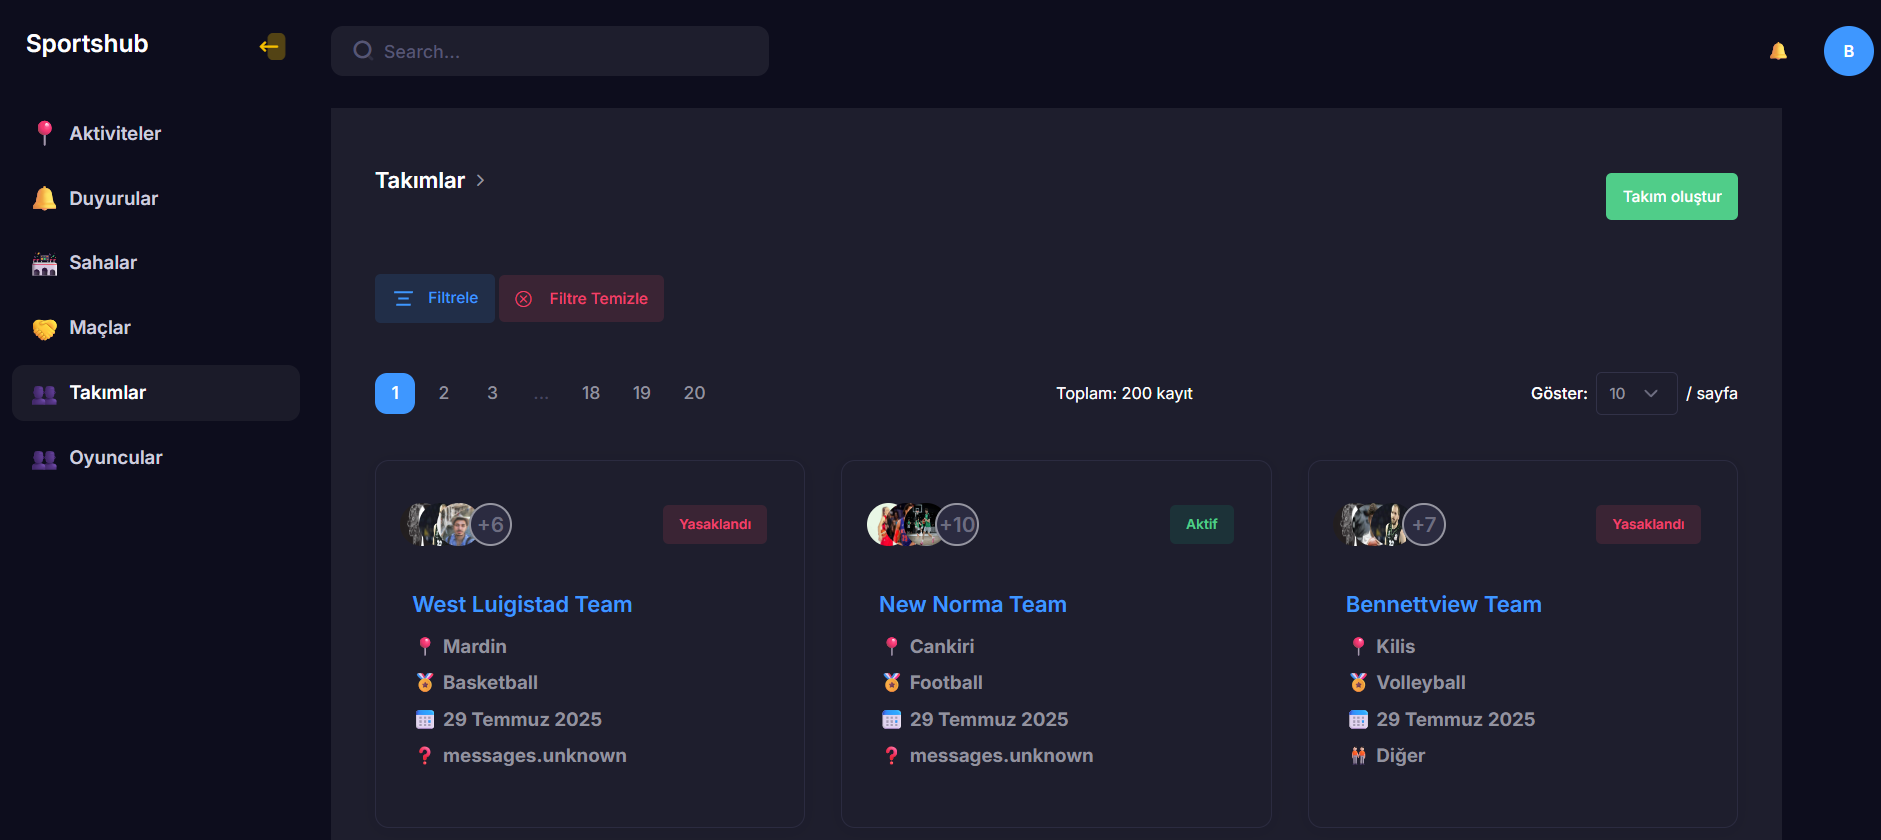 Sportshub
Search...
B
Aktiviteler
Duyurular
Sahalar
Maçlar
Takımlar
Oyuncular
Takımlar
Takım oluştur
Filtrele
Filtre Temizle
1 2 3 ... 18 19 20
Toplam: 200 kayıt
Göster: 10 / sayfa
+6
Yasaklandı
West Luigistad Team
Mardin
Basketball
29 Temmuz 2025
messages.unknown
+10
Aktif
New Norma Team
Cankiri
Football
29 Temmuz 2025
messages.unknown
+7
Yasaklandı
Bennettview Team
Kilis
Volleyball
29 Temmuz 2025
Diğer